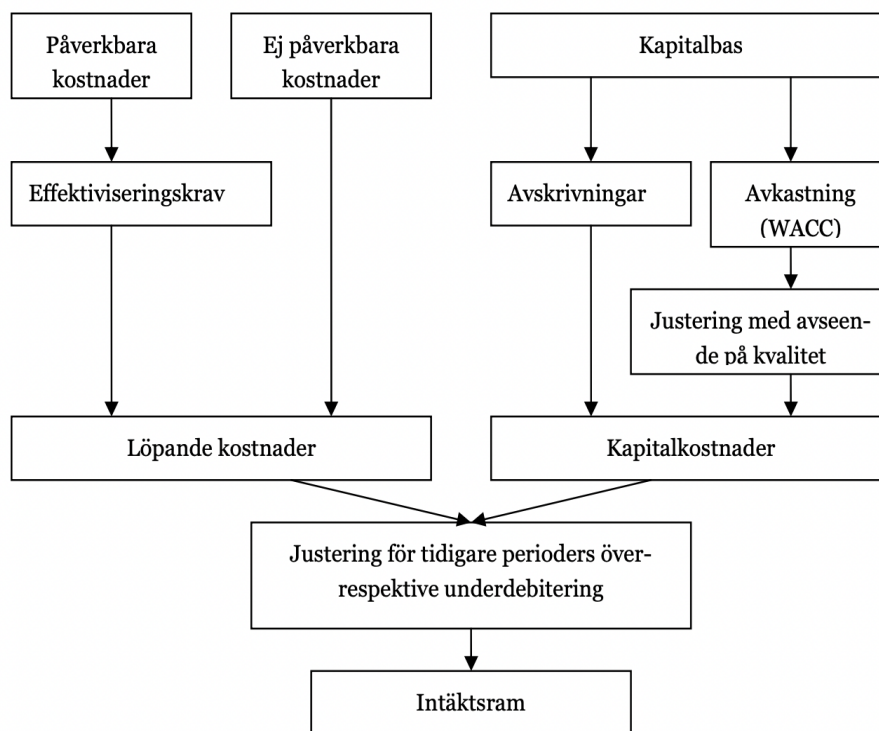 Påverkbara
kostnader
Ej påverkbara
kostnader
Kapitalbas
Effektiviseringskrav
Avskrivningar
Avkastning
(WACC)
Justering med avseen-
de på kvalitet
Löpande kostnader
Kapitalkostnader
Justering för tidigare perioders över-
respektive underdebitering
Intäktsram